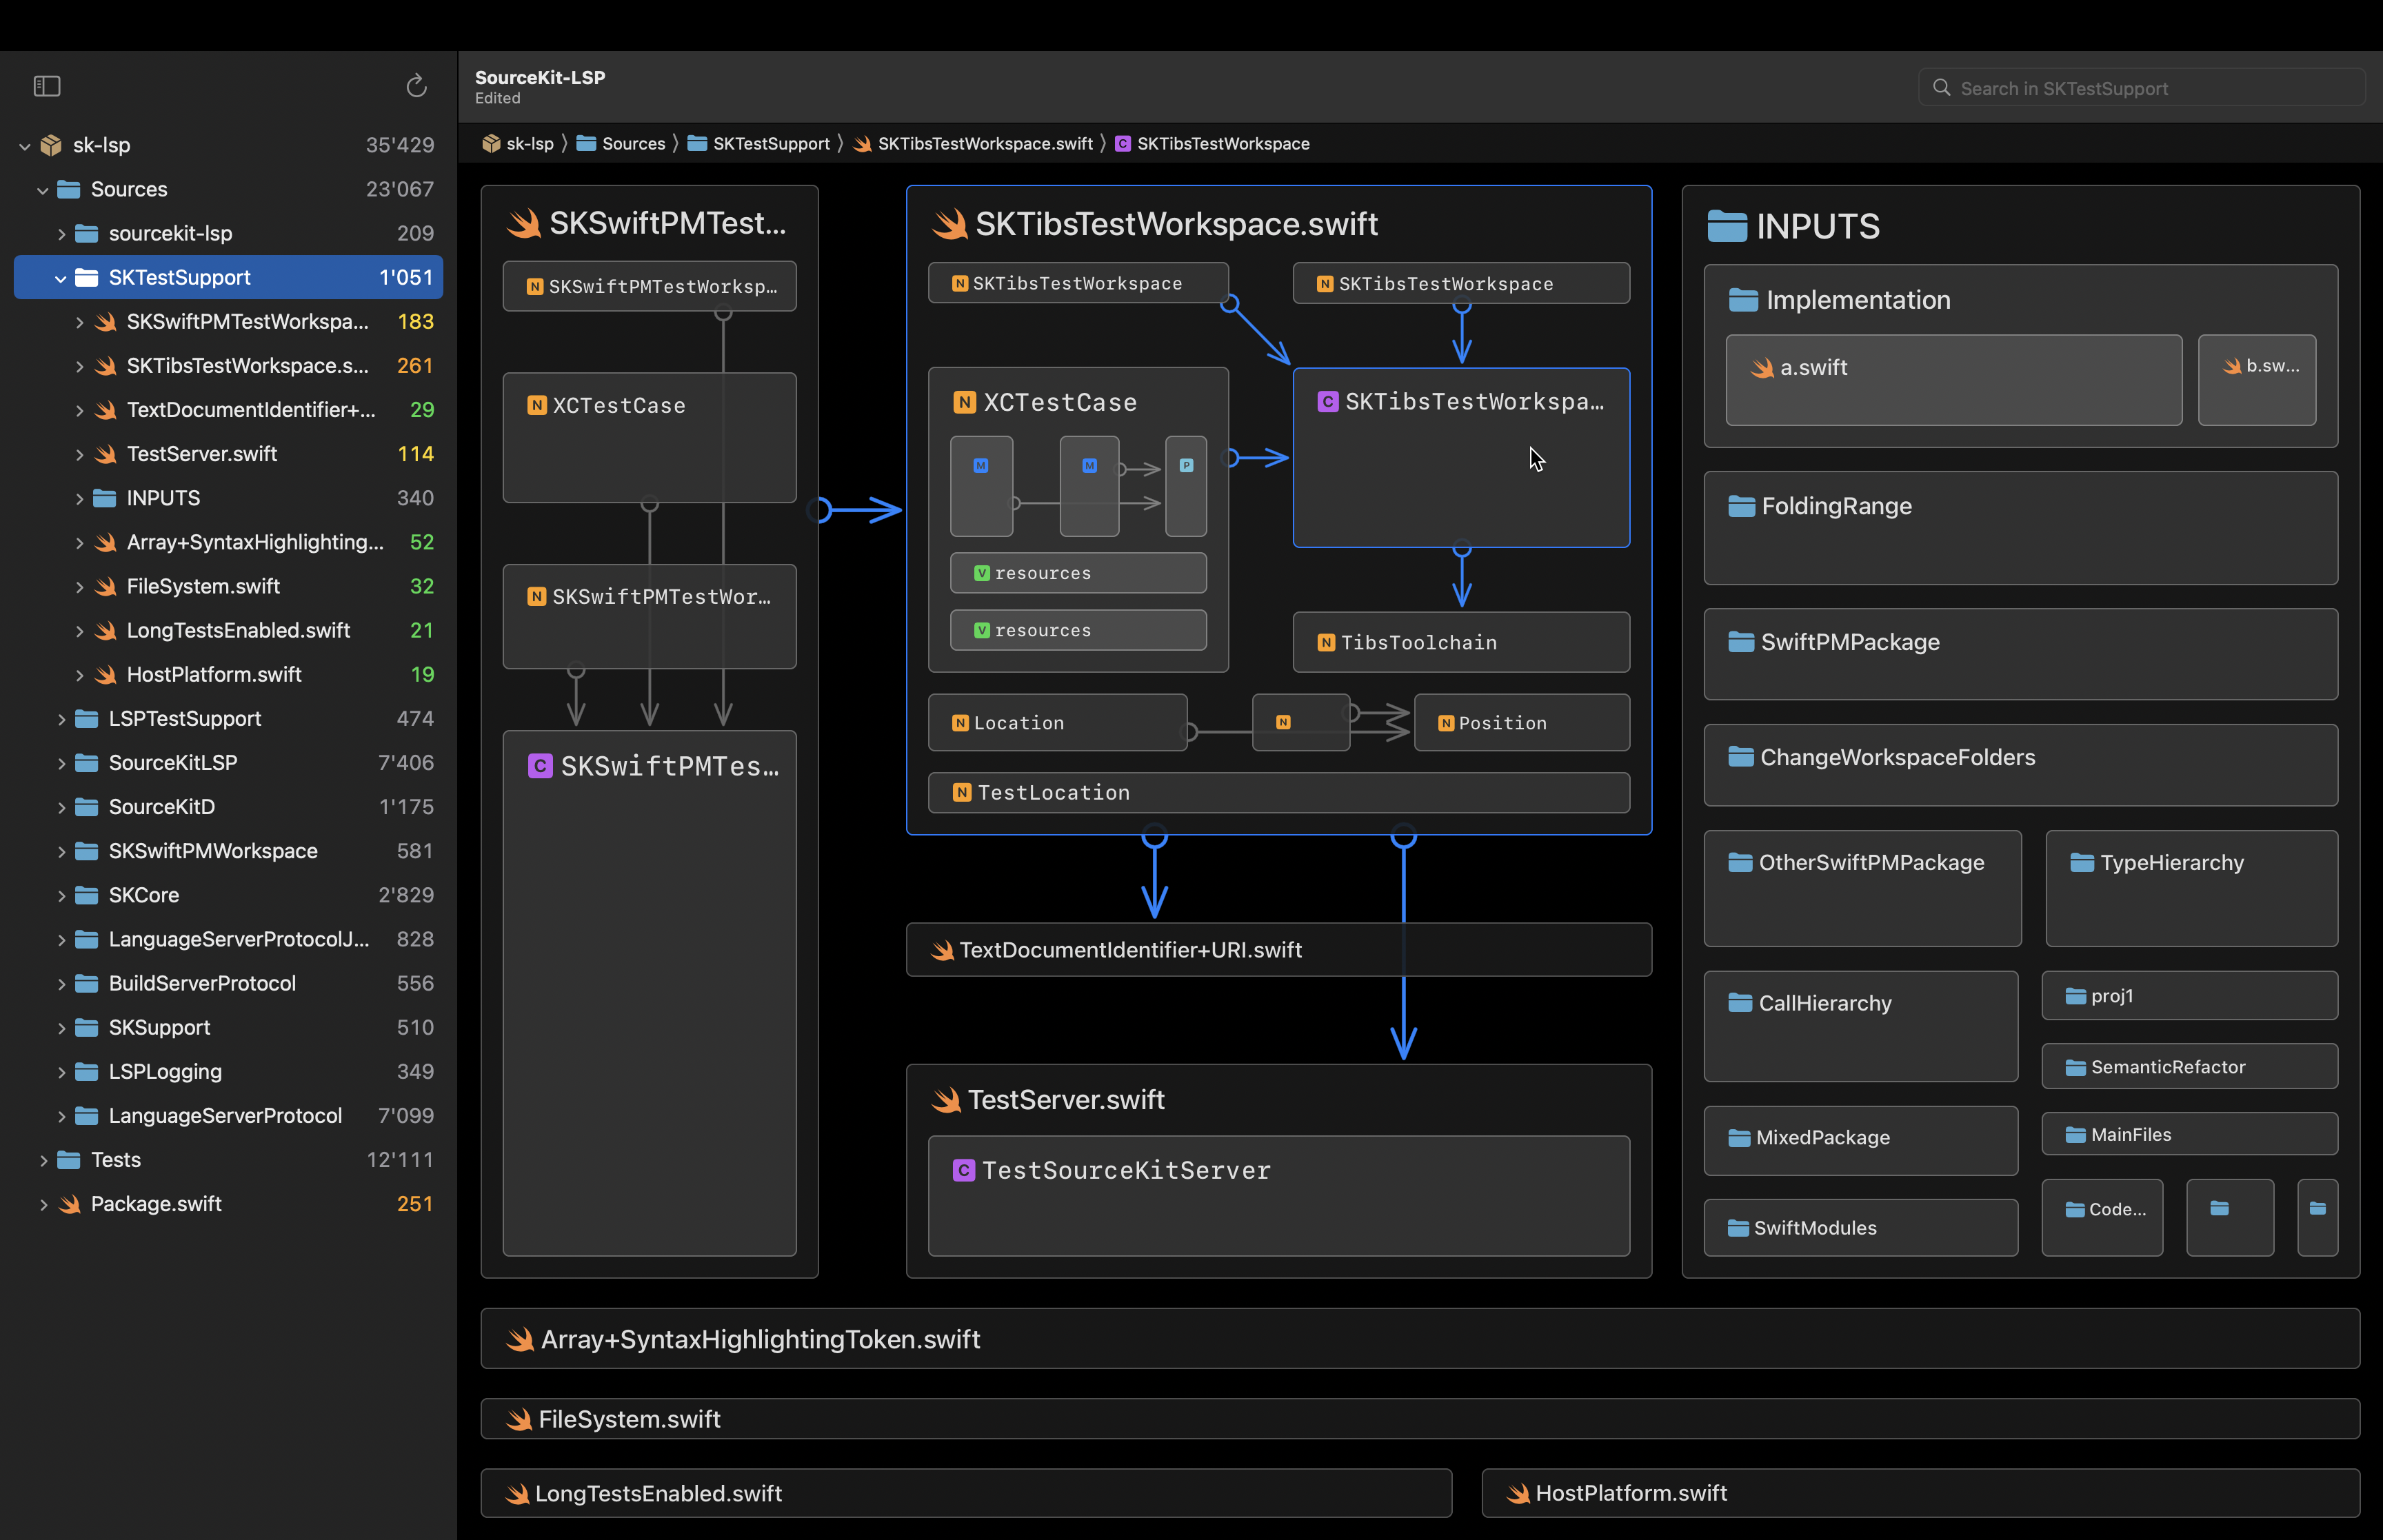 SourceKit-LSP
Edited
Search in SKTestSupport
sk-lsp 35'429
Sources 23'067
sourcekit-lsp 209
SKTestSupport 1'051
SKSwiftPMTestWorkspa... 183
SKTibsTestWorkspace.s... 261
TextDocumentIdentifier+... 29
TestServer.swift 114
INPUTS 340
Array+SyntaxHighlighting... 52
FileSystem.swift 32
LongTestsEnabled.swift 21
HostPlatform.swift 19
LSPTestSupport 474
SourceKitLSP 7'406
SourceKitD 1'175
SKSwiftPMWorkspace 581
SKCore 2'829
LanguageServerProtocolJ... 828
BuildServerProtocol 556
SKSupport 510
LSPLogging 349
LanguageServerProtocol 7'099
Tests 12'111
Package.swift 251
sk-lsp 〉 Sources 〉 SKTestSupport 〉 SKTibsTestWorkspace.swift 〉 C SKTibsTestWorkspace
SKSwiftPMTest...
N SKSwiftPMTestWorksp...
N XCTestCase
N SKSwiftPMTestWor...
C SKSwiftPMTes...
SKTibsTestWorkspace.swift
N SKTibsTestWorkspace
N SKTibsTestWorkspace
N XCTestCase
M
M
P
V resources
V resources
C SKTibsTestWorkspa...
N TibsToolchain
N Location
N
N Position
N TestLocation
TextDocumentIdentifier+URI.swift
TestServer.swift
C TestSourceKitServer
INPUTS
Implementation
a.swift
b.sw...
FoldingRange
SwiftPMPackage
ChangeWorkspaceFolders
OtherSwiftPMPackage
TypeHierarchy
CallHierarchy
proj1
SemanticRefactor
MixedPackage
MainFiles
SwiftModules
Code...
Array+SyntaxHighlightingToken.swift
FileSystem.swift
LongTestsEnabled.swift
HostPlatform.swift